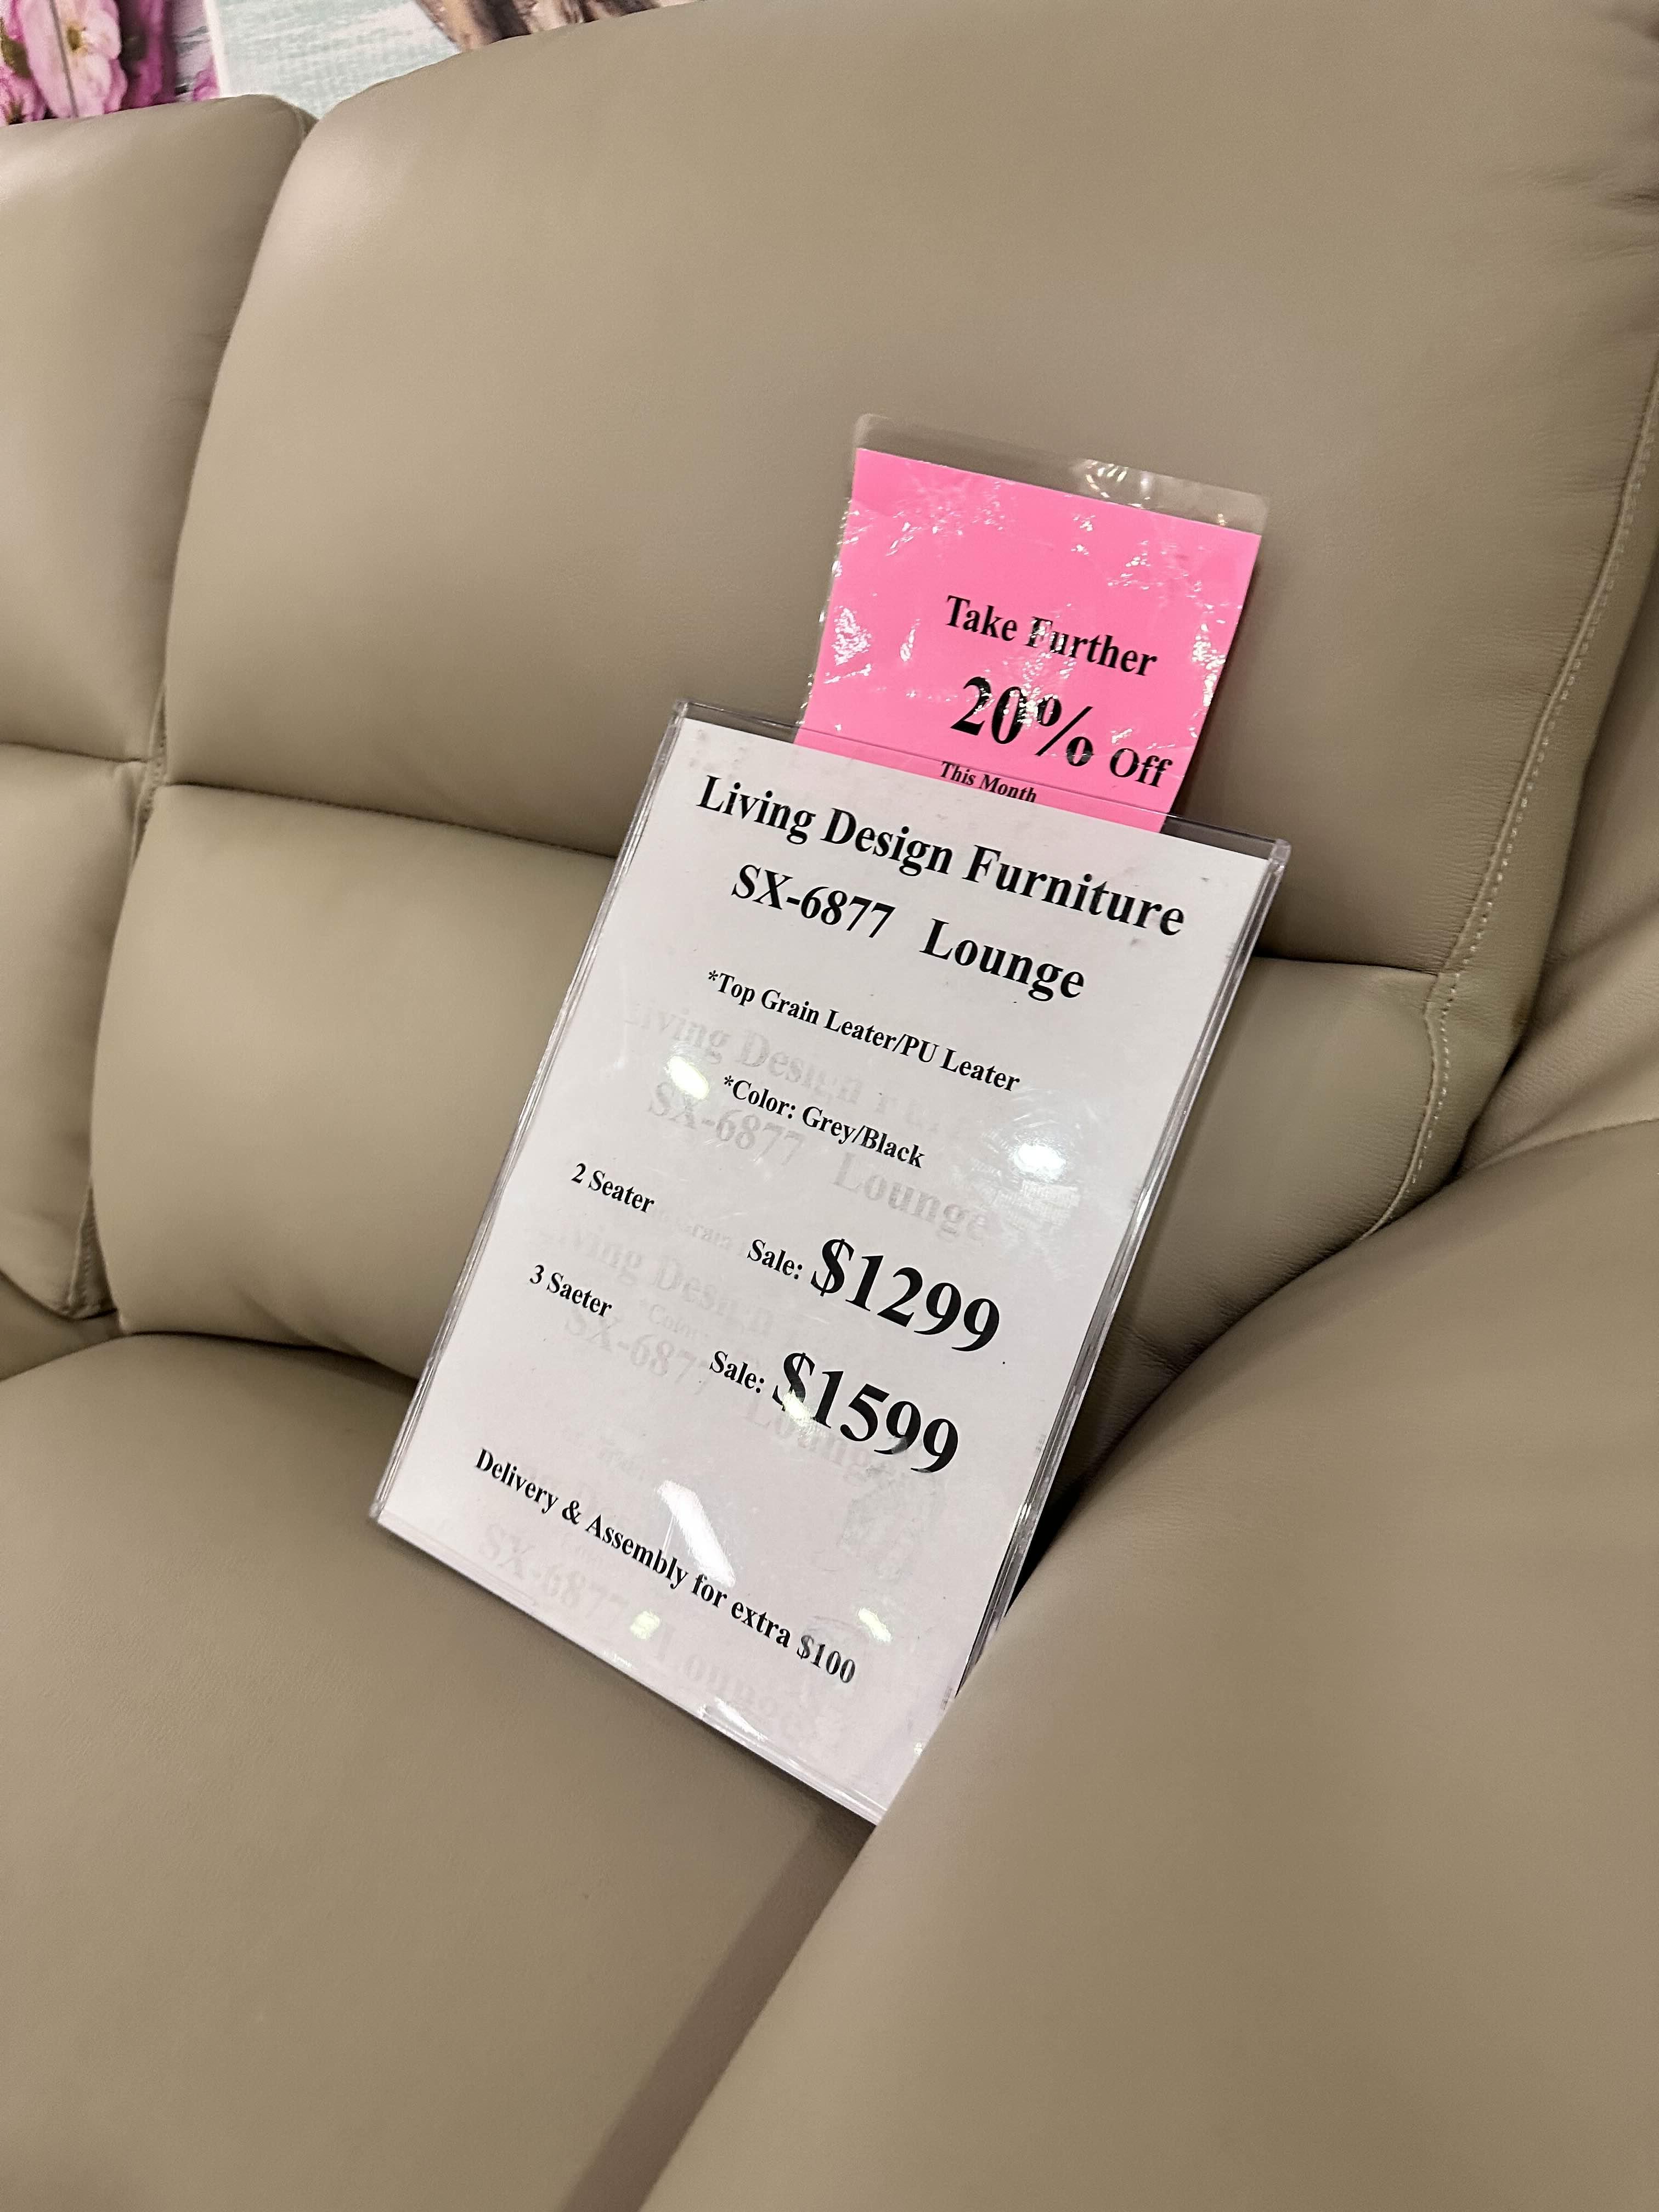 Take Further
20% Off
This Month
Living Design Furniture
SX-6877 Lounge
*Top Grain Leater/PU Leater
*Color: Grey/Black
2 Seater
Sale: $1299
3 Saeter
Sale: $1599
Delivery & Assembly for extra $100